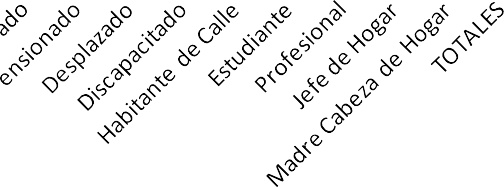 ado
ensionado
Desplazado
Discapacitado
Habitante de Calle
Estudiante
Profesional
Jefe de Hogar
Madre Cabeza de Hogar
TOTALES